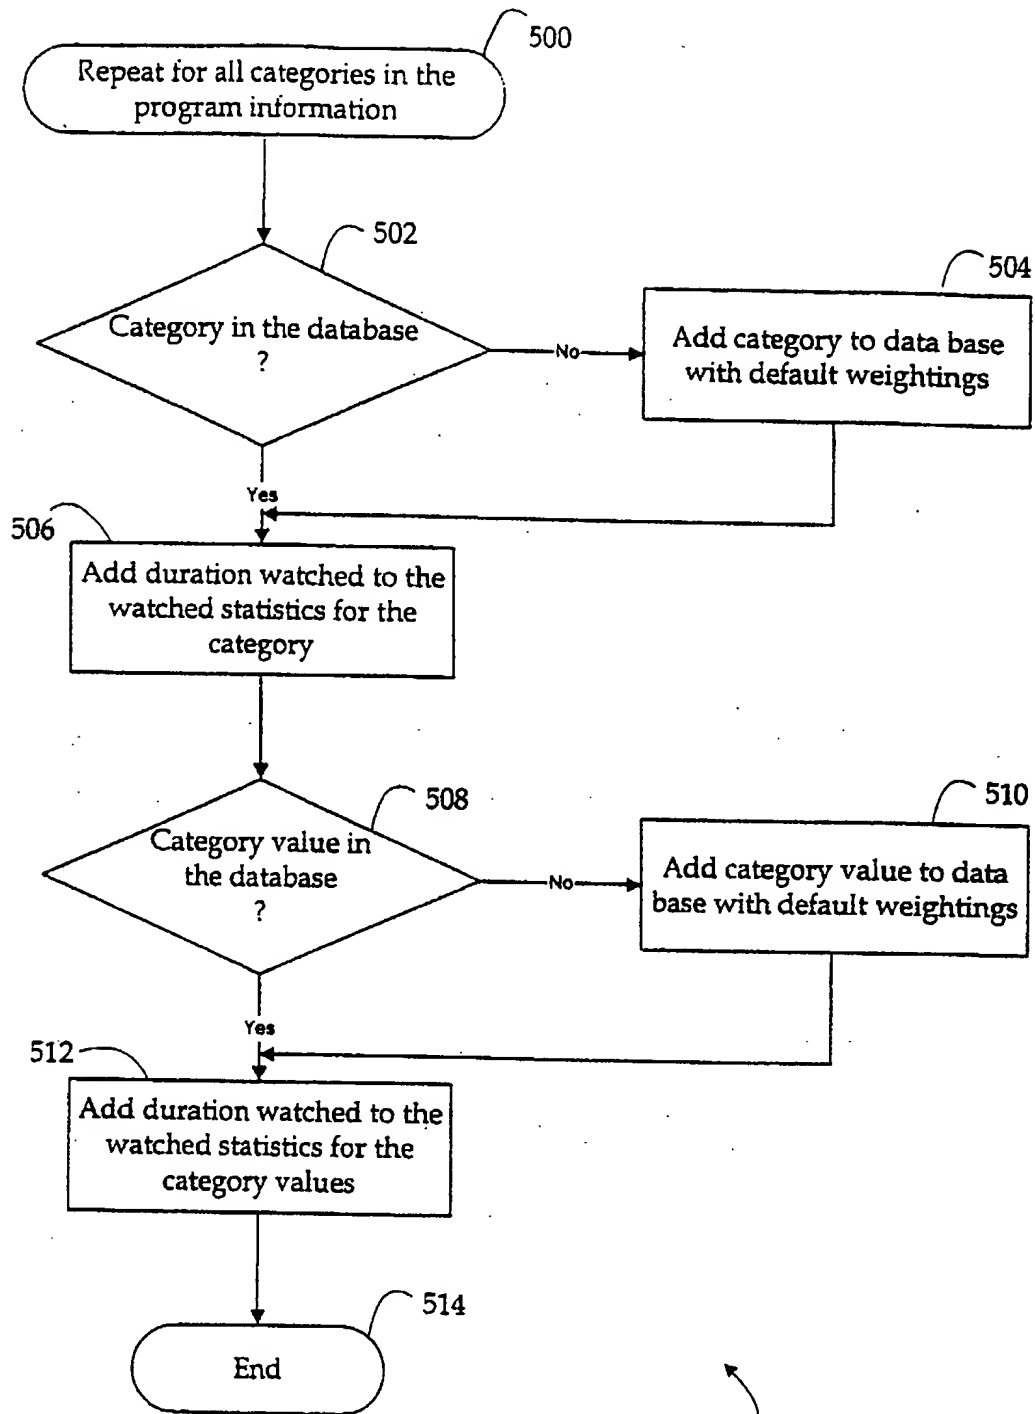 500
Repeat for all categories in the
program information
502
Category in the database
?
No
504
Add category to data base
with default weightings
Yes
506
Add duration watched to the
watched statistics for the
category
508
Category value in
the database
?
No
510
Add category value to data
base with default weightings
Yes
512
Add duration watched to the
watched statistics for the
category values
514
End